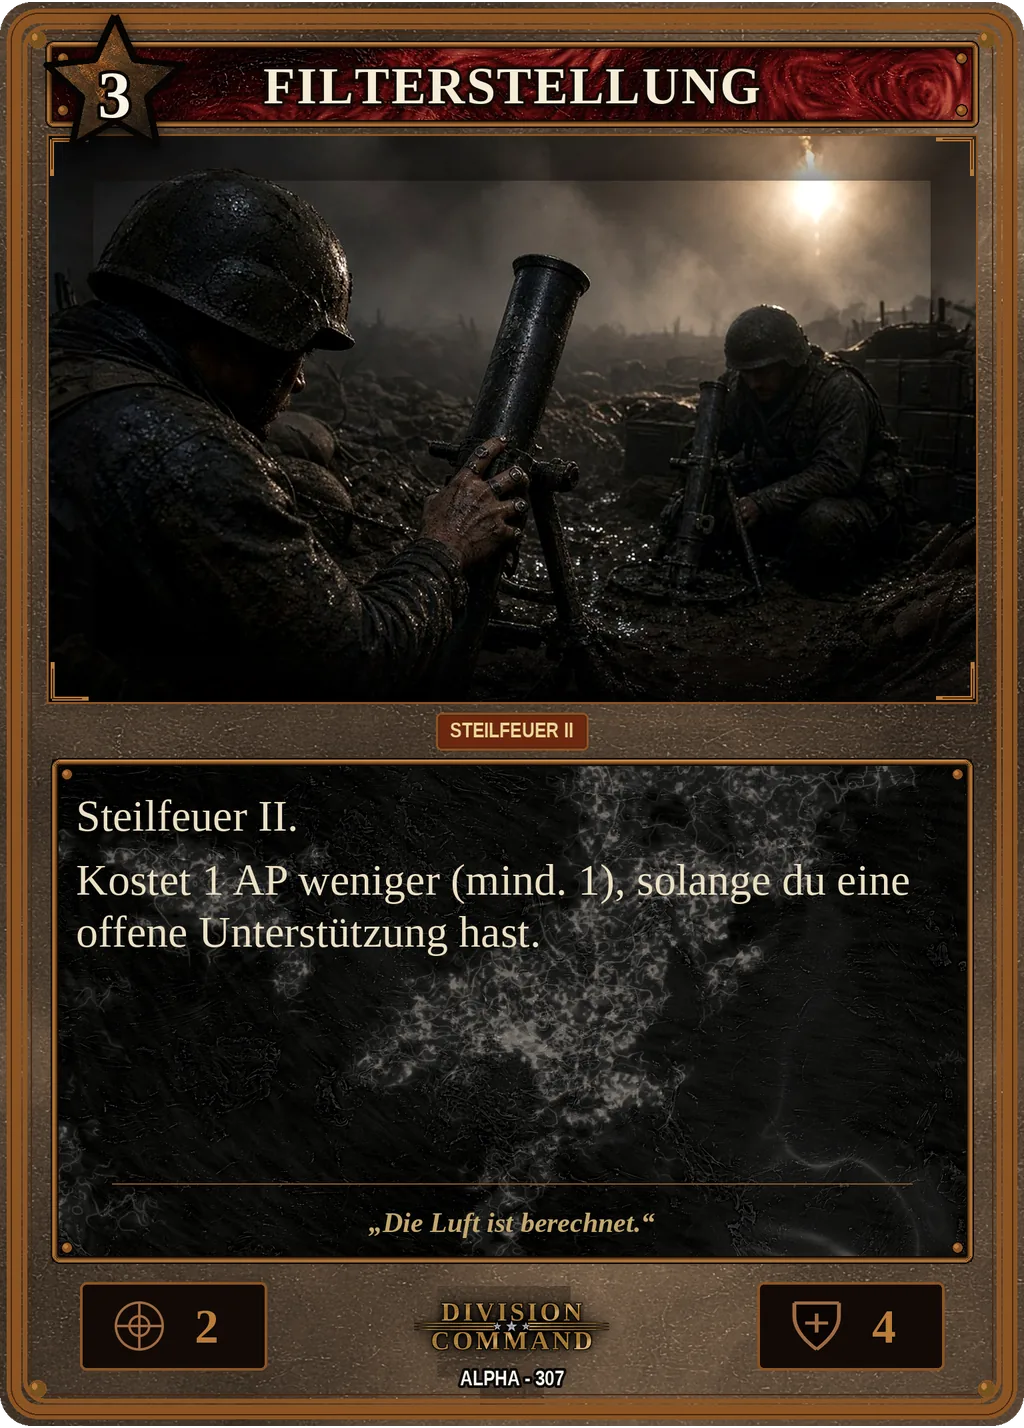 3
FILTERSTELLUNG
STEILFEUER II
Steilfeuer II.
Kostet 1 AP weniger (mind. 1), solange du eine
offene Unterstützung hast.
„Die Luft ist berechnet.“
2
DIVISION
COMMAND
4
ALPHA - 307